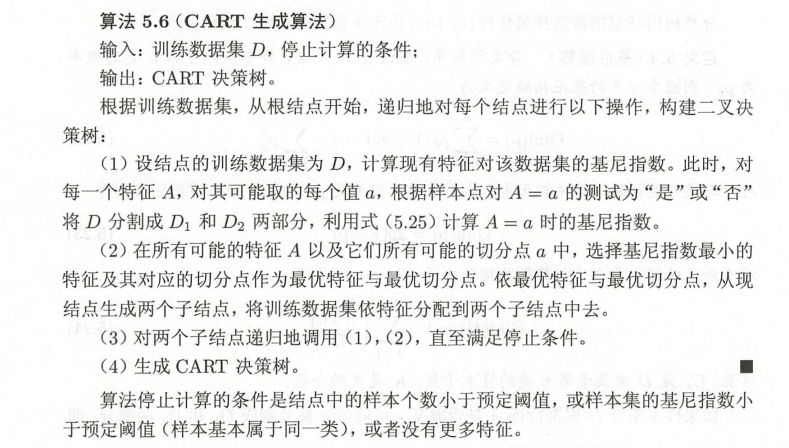 算法 5.6（CART 生成算法）
输入：训练数据集 D，停止计算的条件；
输出：CART 决策树。
根据训练数据集，从根结点开始，递归地对每个结点进行以下操作，构建二叉决
策树：
（1）设结点的训练数据集为 D，计算现有特征对该数据集的基尼指数。此时，对
每一个特征 A，对其可能取的每个值 a，根据样本点对 A = a 的测试为“是”或“否”
将 D 分割成 D₁ 和 D₂ 两部分，利用式 (5.25) 计算 A = a 时的基尼指数。
（2）在所有可能的特征 A 以及它们所有可能的切分点 a 中，选择基尼指数最小的
特征及其对应的切分点作为最优特征与最优切分点。依最优特征与最优切分点，从现
结点生成两个子结点，将训练数据集依特征分配到两个子结点中去。
（3）对两个子结点递归地调用（1），（2），直至满足停止条件。
（4）生成 CART 决策树。 ■
算法停止计算的条件是结点中的样本个数小于预定阈值，或样本集的基尼指数小
于预定阈值（样本基本属于同一类），或者没有更多特征。